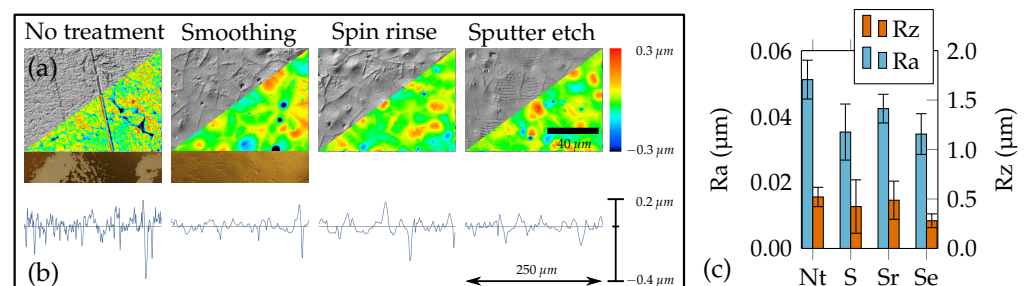 No treatment Smoothing Spin rinse Sputter etch
(a)
0.3 μm
40 μm
−0.3 μm
0.2 μm
250 μm
−0.4 μm
(b)
Rz
Ra
0.06
0.04
0.02
0.00
Ra (μm)
2.0
1.5
1.0
0.5
0.0
Rz (μm)
Nt S Sr Se
(c)